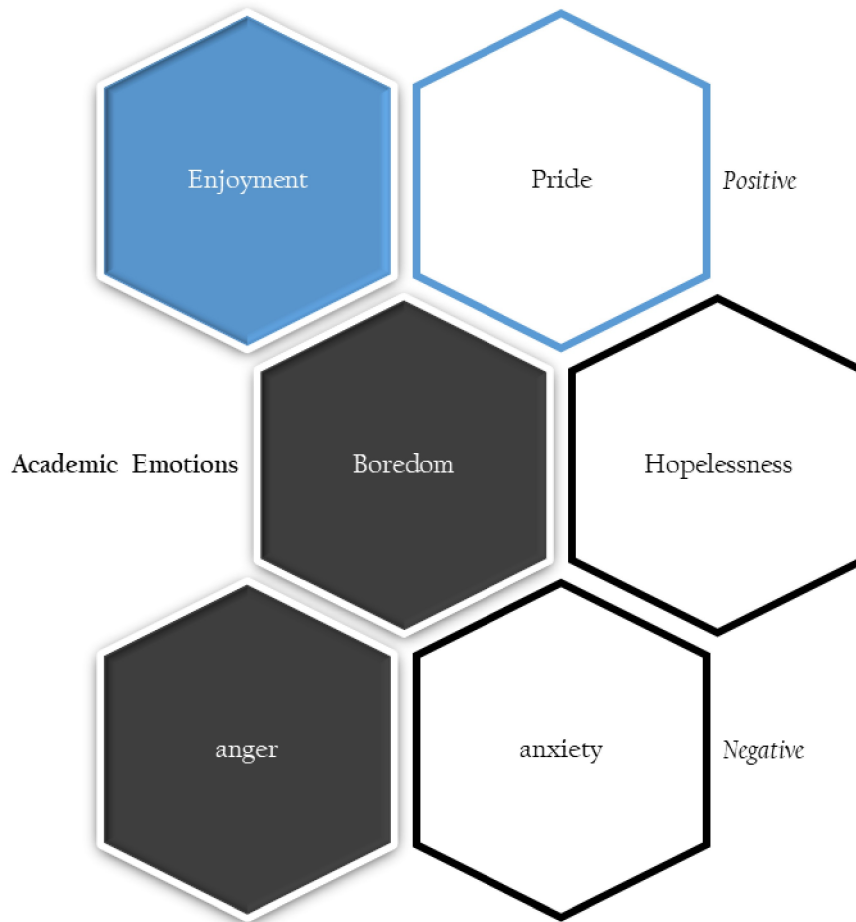 Enjoyment
Pride
Positive
Academic Emotions
Boredom
Hopelessness
anger
anxiety
Negative